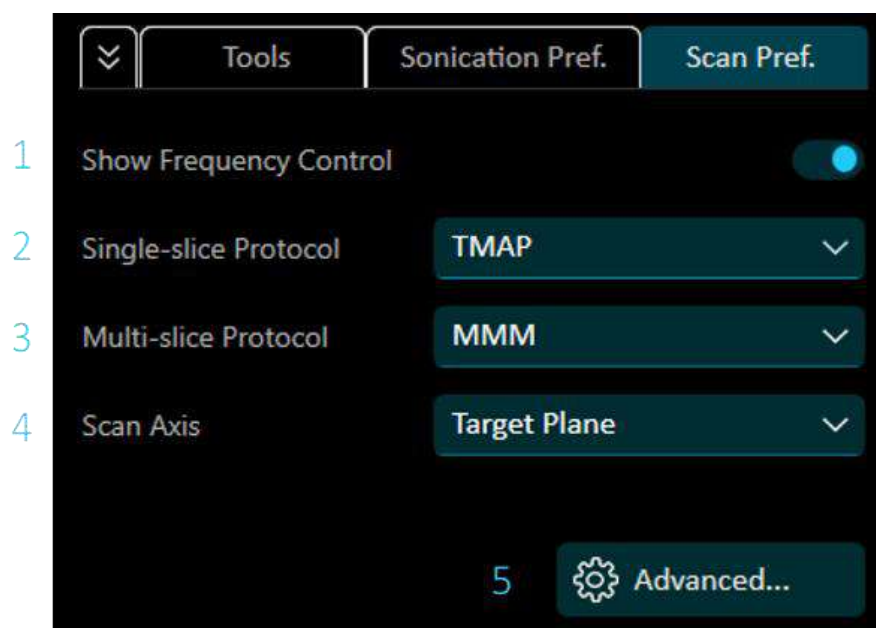 Tools Sonication Pref. Scan Pref.
1 Show Frequency Control
2 Single-slice Protocol TMAP
3 Multi-slice Protocol MMM
4 Scan Axis Target Plane
5 Advanced...